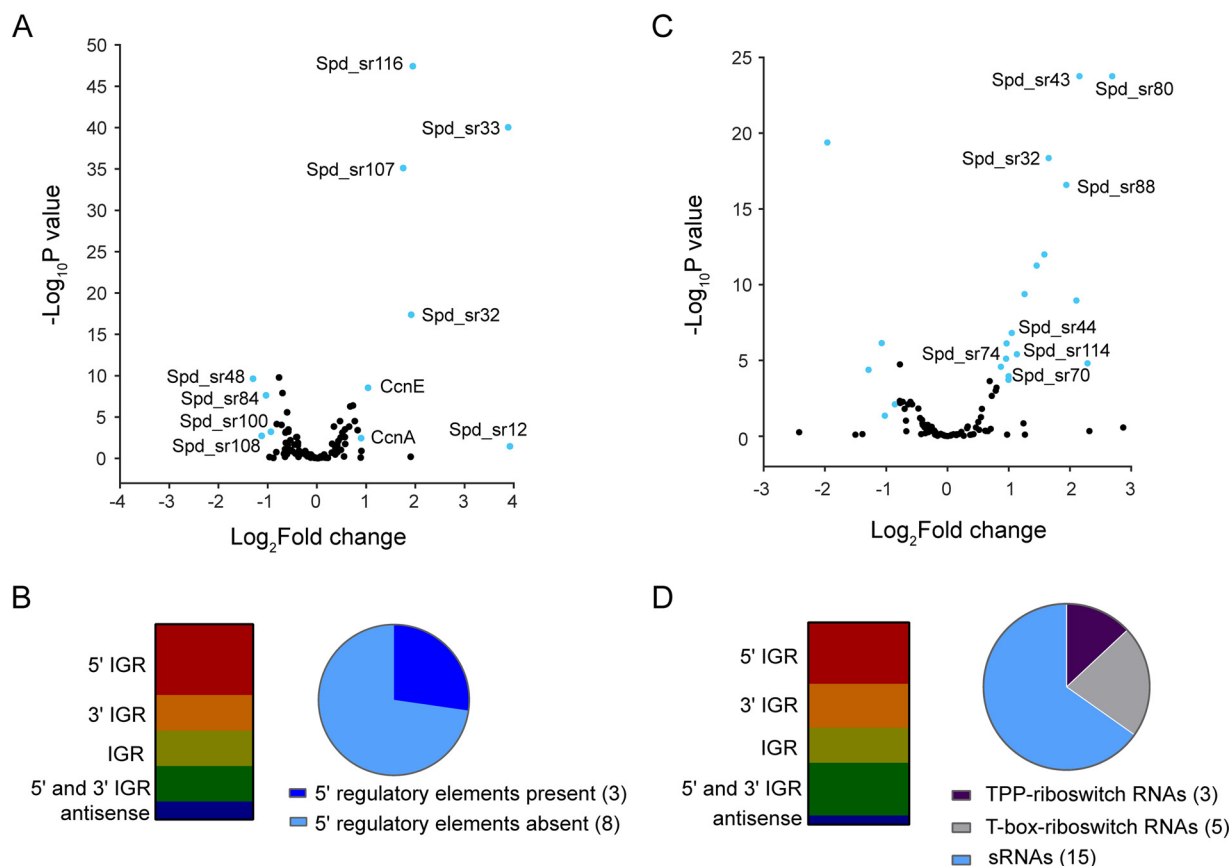 A
50
45
40
35
30
25
20
15
10
5
0
-Log10P value
Spd_sr116
Spd_sr33
Spd_sr107
Spd_sr32
Spd_sr48
Spd_sr84
Spd_sr100
Spd_sr108
CcnE
CcnA
Spd_sr12
-4 -3 -2 -1 0 1 2 3 4
Log2Fold change
C
25
20
15
10
5
0
-Log10P value
Spd_sr43
Spd_sr80
Spd_sr32
Spd_sr88
Spd_sr44
Spd_sr74
Spd_sr114
Spd_sr70
-3 -2 -1 0 1 2 3
Log2Fold change
B
5' IGR
3' IGR
IGR
5' and 3' IGR
antisense
5' regulatory elements present (3)
5' regulatory elements absent (8)
D
5' IGR
3' IGR
IGR
5' and 3' IGR
antisense
TPP-riboswitch RNAs (3)
T-box-riboswitch RNAs (5)
sRNAs (15)